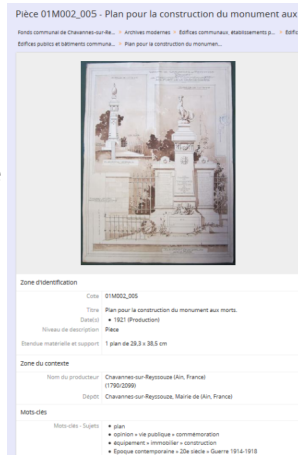 Pièce 01M002_005 - Plan pour la construction du monument aux
Fonds communal de Chavannes-sur-Re... » Archives modernes » Edifices communaux, établissements p... » Edific
Edifices publics et bâtiments commune... » Plan pour la construction du monumen...
Zone d'identification
Cote 01M002_005
Titre Plan pour la construction du monument aux morts.
Date(s) • 1921 (Production)
Niveau de description Pièce
Etendue matérielle et support 1 plan de 29,3 x 38,5 cm
Zone du contexte
Nom du producteur Chavannes-sur-Reyssouze (Ain, France)
(1790/2099)
Dépôt Chavannes-sur-Reyssouze, Mairie de (Ain, France)
Mots-clés
Mots-clés - Sujets • plan
• opinion » vie publique » commémoration
• équipement » immobilier » construction
• Epoque contemporaine » 20e siècle » Guerre 1914-1918